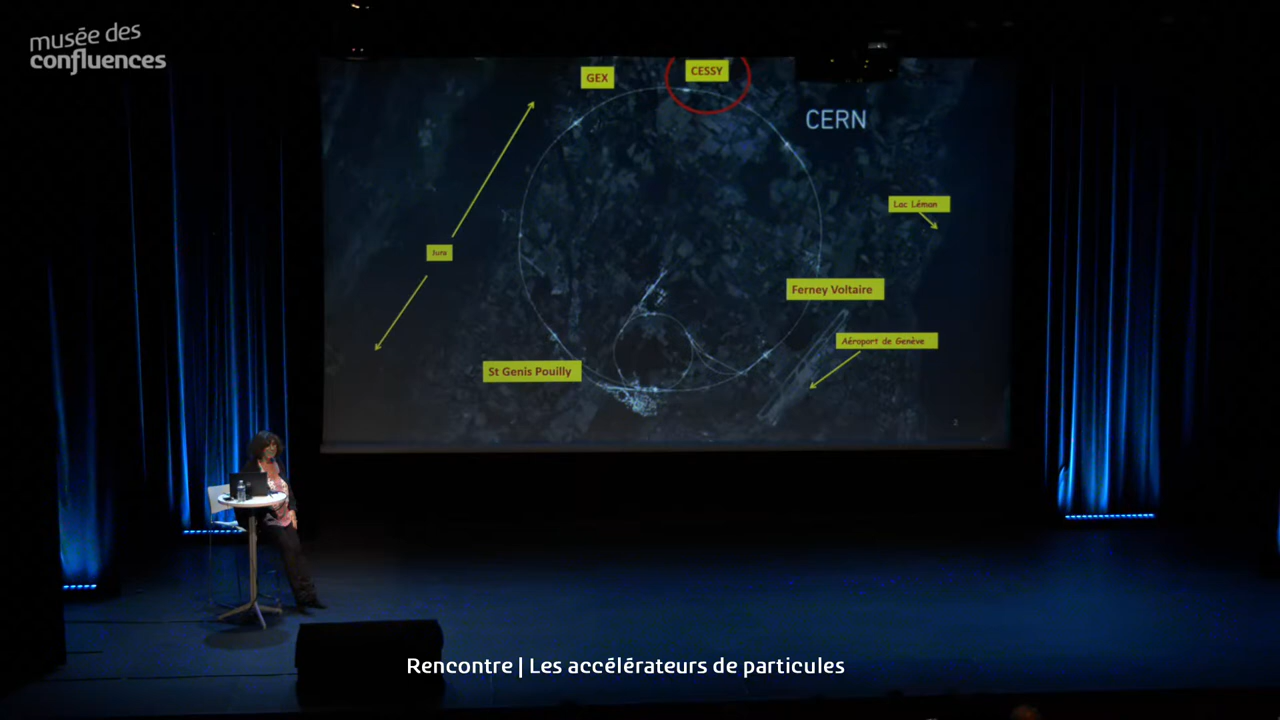 musée des
confluences
GEX
CESSY
CERN
Lac Léman
Jura
Ferney Voltaire
Aéroport de Genève
St Genis Pouilly
2
Rencontre | Les accélérateurs de particules